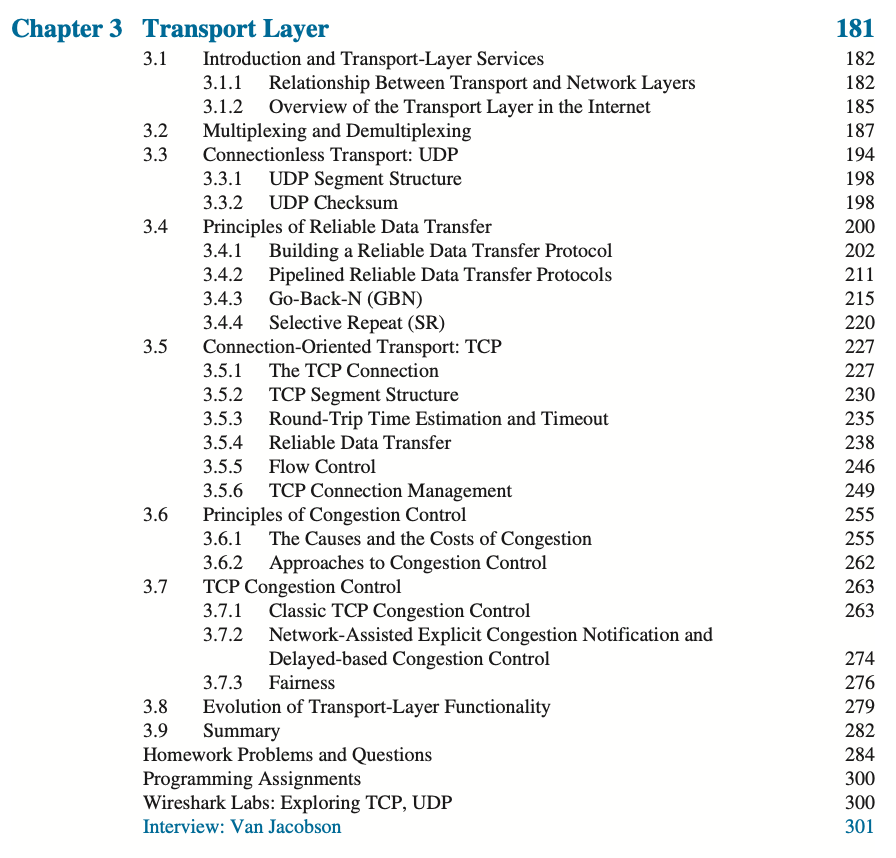 Chapter 3 Transport Layer 181
3.1 Introduction and Transport-Layer Services 182
3.1.1 Relationship Between Transport and Network Layers 182
3.1.2 Overview of the Transport Layer in the Internet 185
3.2 Multiplexing and Demultiplexing 187
3.3 Connectionless Transport: UDP 194
3.3.1 UDP Segment Structure 198
3.3.2 UDP Checksum 198
3.4 Principles of Reliable Data Transfer 200
3.4.1 Building a Reliable Data Transfer Protocol 202
3.4.2 Pipelined Reliable Data Transfer Protocols 211
3.4.3 Go-Back-N (GBN) 215
3.4.4 Selective Repeat (SR) 220
3.5 Connection-Oriented Transport: TCP 227
3.5.1 The TCP Connection 227
3.5.2 TCP Segment Structure 230
3.5.3 Round-Trip Time Estimation and Timeout 235
3.5.4 Reliable Data Transfer 238
3.5.5 Flow Control 246
3.5.6 TCP Connection Management 249
3.6 Principles of Congestion Control 255
3.6.1 The Causes and the Costs of Congestion 255
3.6.2 Approaches to Congestion Control 262
3.7 TCP Congestion Control 263
3.7.1 Classic TCP Congestion Control 263
3.7.2 Network-Assisted Explicit Congestion Notification and
Delayed-based Congestion Control 274
3.7.3 Fairness 276
3.8 Evolution of Transport-Layer Functionality 279
3.9 Summary 282
Homework Problems and Questions 284
Programming Assignments 300
Wireshark Labs: Exploring TCP, UDP 300
Interview: Van Jacobson 301